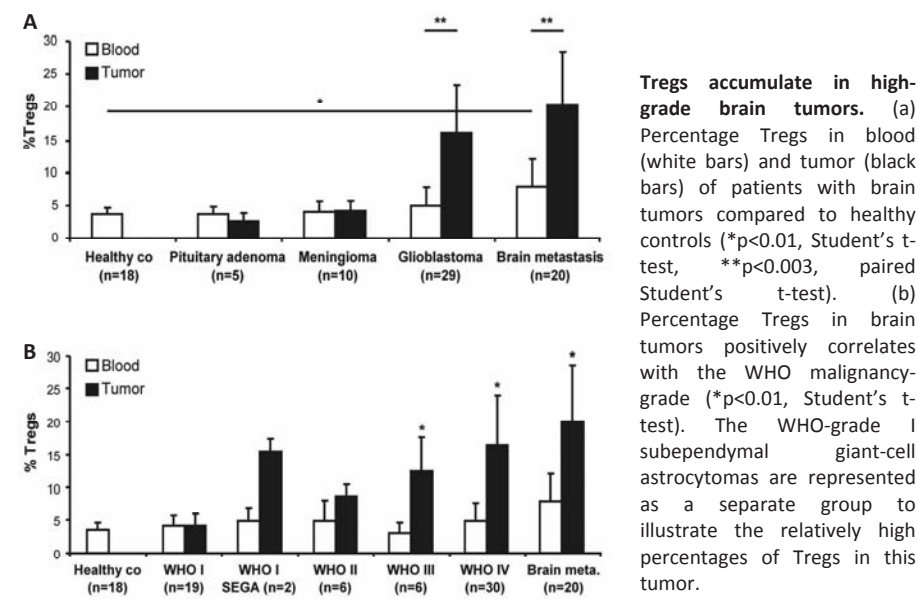 A
30
25
20
15
10
5
0
%Tregs
Blood
Tumor
*
**
**
Healthy co Pituitary adenoma Meningioma Glioblastoma Brain metastasis
(n=18) (n=5) (n=10) (n=29) (n=20)
B
30
25
20
15
10
5
0
% Tregs
Blood
Tumor
*
*
*
Healthy co WHO I WHO I WHO II WHO III WHO IV Brain meta.
(n=18) (n=19) SEGA (n=2) (n=6) (n=6) (n=30) (n=20)
Tregs accumulate in high-
grade brain tumors. (a)
Percentage Tregs in blood
(white bars) and tumor (black
bars) of patients with brain
tumors compared to healthy
controls (*p<0.01, Student's t-
test, **p<0.003, paired
Student's t-test). (b)
Percentage Tregs in brain
tumors positively correlates
with the WHO malignancy-
grade (*p<0.01, Student's t-
test). The WHO-grade I
subependymal giant-cell
astrocytomas are represented
as a separate group to
illustrate the relatively high
percentages of Tregs in this
tumor.